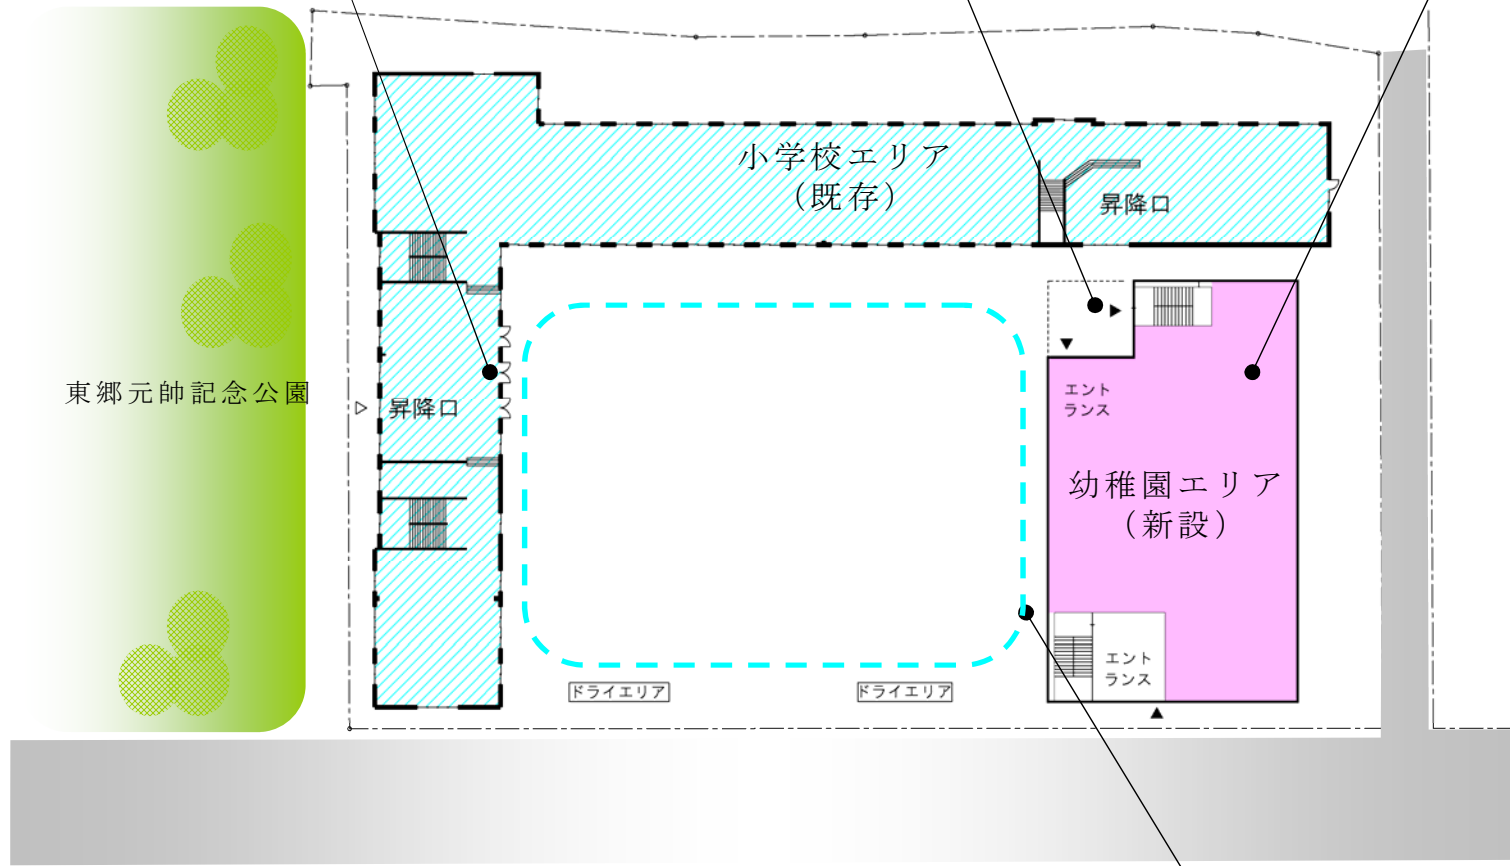 小学校エリア
（既存）
昇降口
東郷元帥記念公園
昇降口
エント
ランス
幼稚園エリア
（新設）
エント
ランス
ドライエリア
ドライエリア